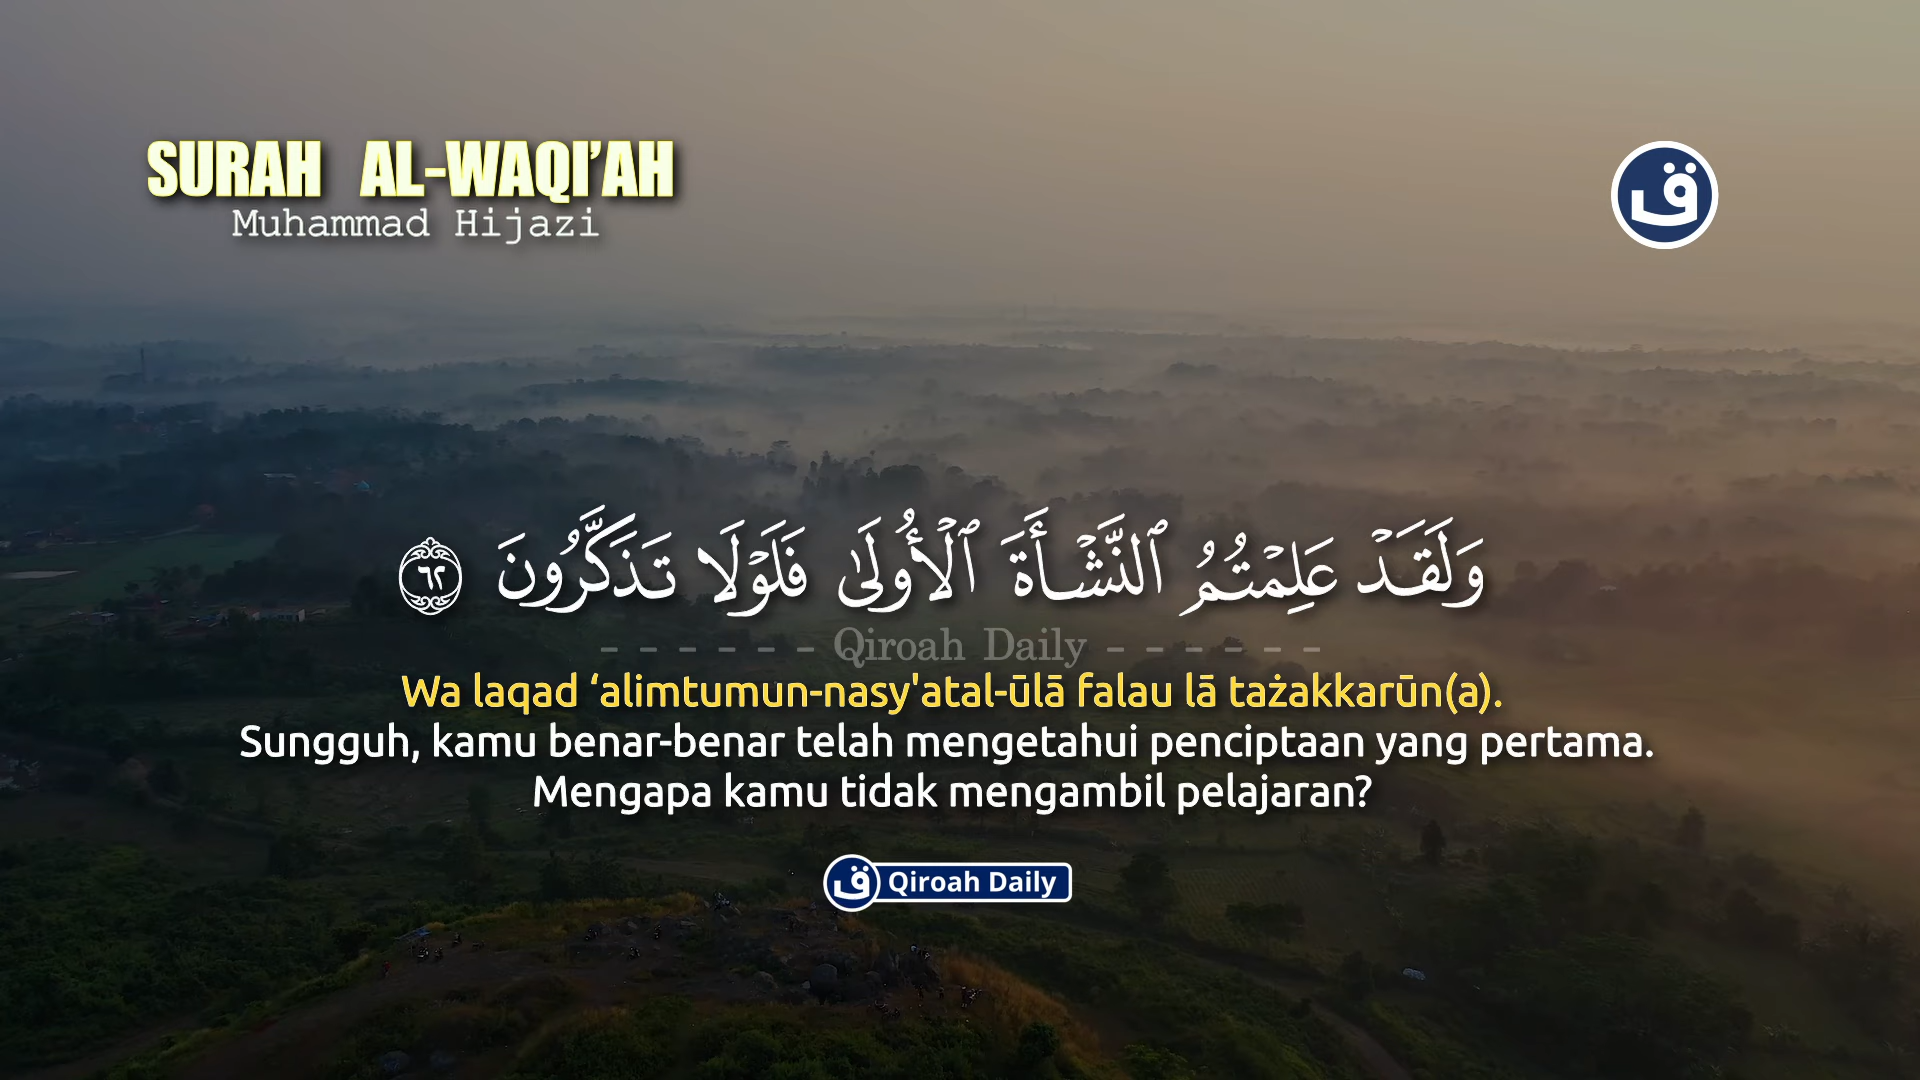 SURAH AL-WAQI’AH
Muhammad Hijazi
ق
وَلَقَدْ عَلِمْتُمُ ٱلنَّشْأَةَ ٱلْأُولَىٰ فَلَوْلَا تَذَكَّرُونَ ٦٢
- - - - - - Qiroah Daily - - - - - -
Wa laqad ‘alimtumun-nasy'atal-ūlā falau lā tażakkarūn(a).
Sungguh, kamu benar-benar telah mengetahui penciptaan yang pertama.
Mengapa kamu tidak mengambil pelajaran?
ق Qiroah Daily